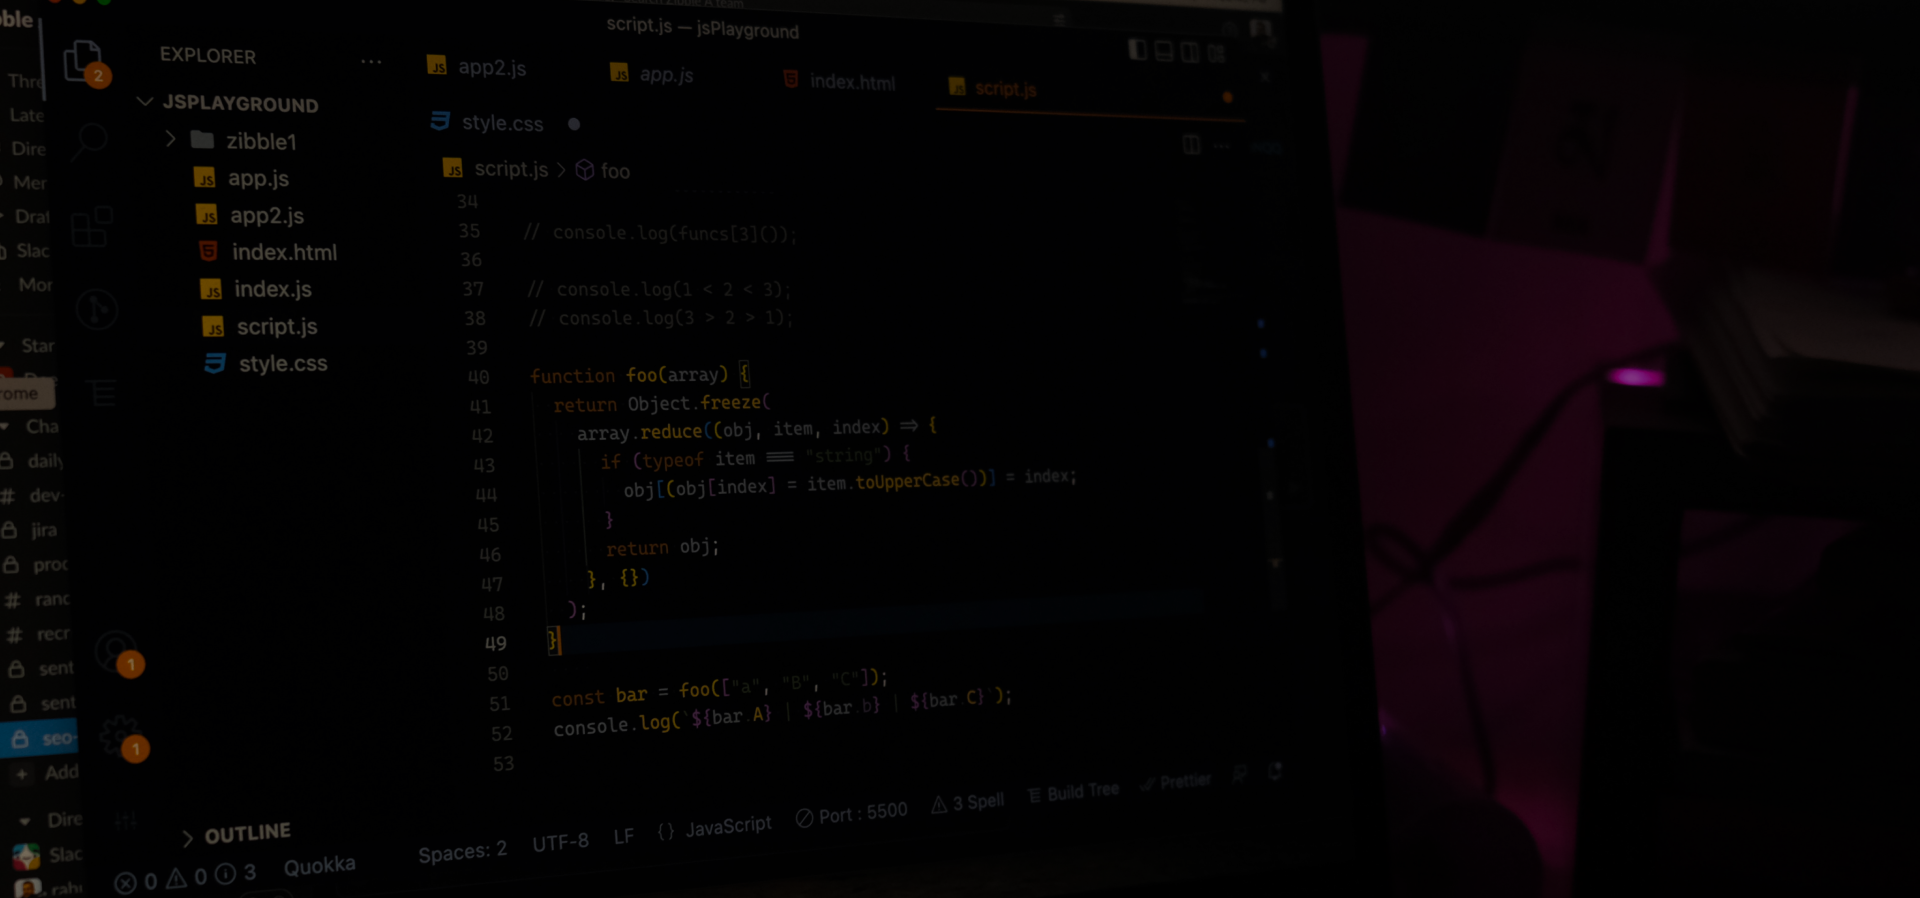 script.js — jsPlayground
EXPLORER ...
app2.js app.js index.html script.js
2
JSPLAYGROUND
style.css
zibble1
script.js > foo
app.js
app2.js
index.html
index.js
script.js
style.css
34
35 // console.log(funcs[3]());
36
37 // console.log(1 < 2 < 3);
38 // console.log(3 > 2 > 1);
39
40 function foo(array) {
41 return Object.freeze(
42 array.reduce((obj, item, index) => {
43 if (typeof item === "string") {
44 obj[(obj[index] = item.toUpperCase())] = index;
45 }
46 return obj;
47 }, {})
48 );
49 }
50
51 const bar = foo(["a", "B", "C"]);
52 console.log(`${bar.A} | ${bar.b} | ${bar.C}`);
53
1
1
OUTLINE
0 0 3 Quokka Spaces: 2 UTF-8 LF {} JavaScript Port : 5500 3 Spell Build Tree Prettier
bble
Thre
Late
Dire
Mer
Draf
Slac
Mor
Star
rome
Cha
daily
# dev-
jira
proc
# ranc
# recr
sent
sent
seo-
+ Add
Dire
Slac
rahu